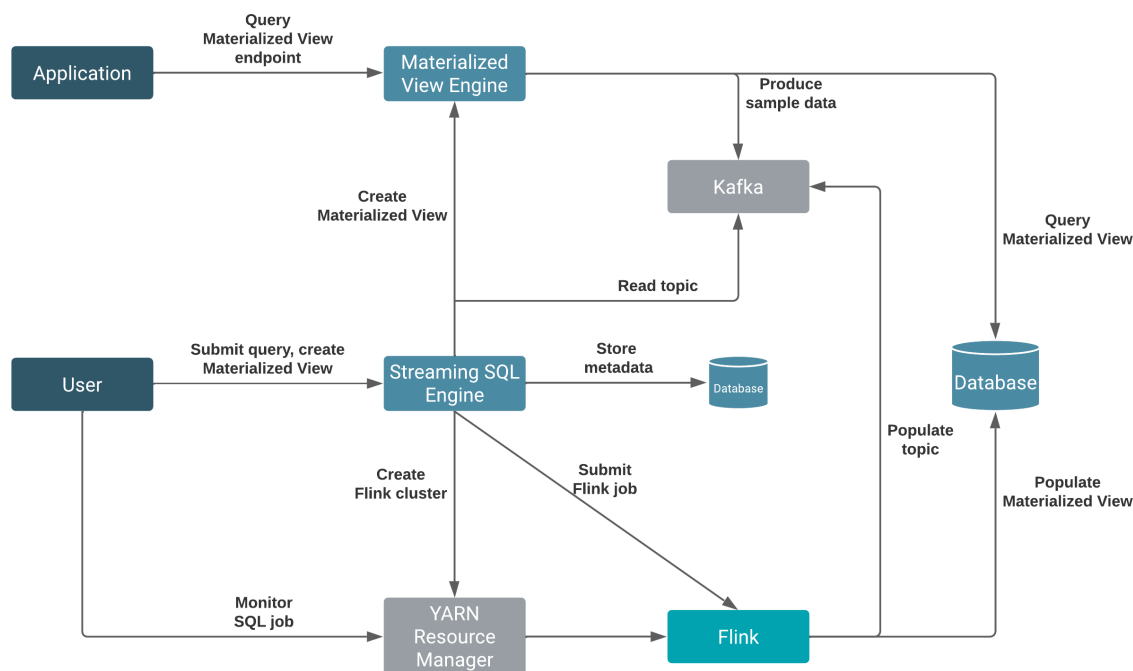 Query
Materialized View
endpoint
Application
Materialized
View Engine
Produce
sample data
Kafka
Create
Materialized View
Query
Materialized View
Read topic
Submit query, create
Materialized View
Store
metadata
User
Streaming SQL
Engine
Database
Database
Populate
topic
Create
Flink cluster
Submit
Flink job
Populate
Materialized View
Monitor
SQL job
YARN
Resource
Manager
Flink